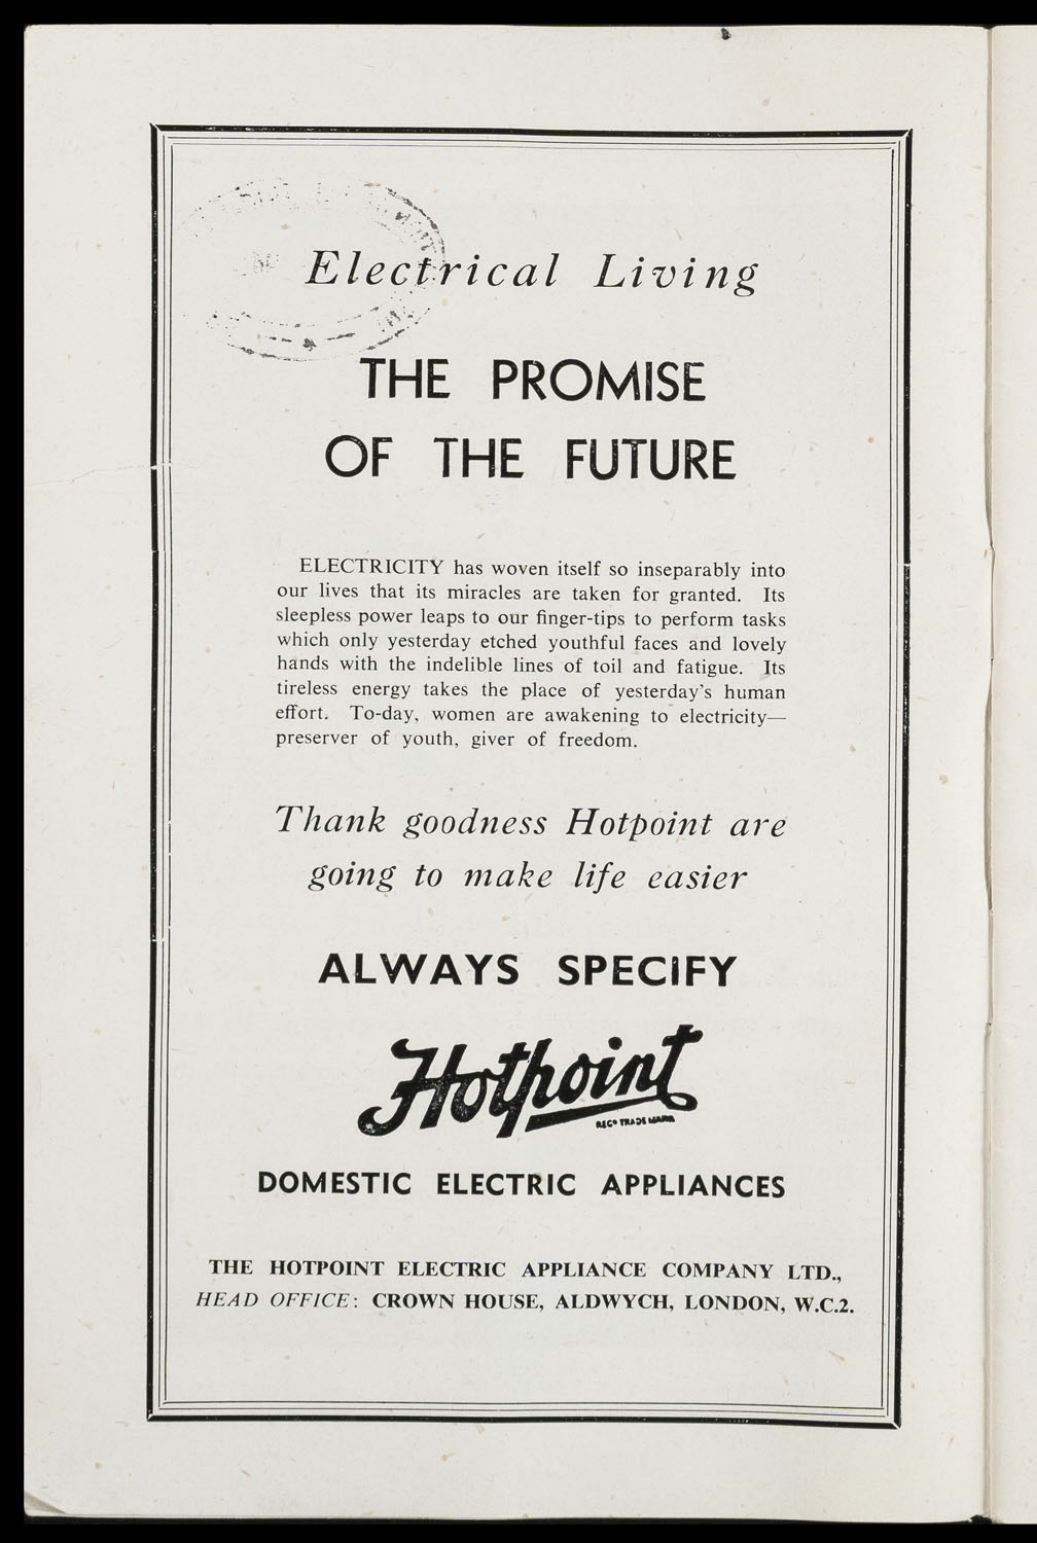 Electrical Living
THE PROMISE
OF THE FUTURE
ELECTRICITY has woven itself so inseparably into
our lives that its miracles are taken for granted. Its
sleepless power leaps to our finger-tips to perform tasks
which only yesterday etched youthful faces and lovely
hands with the indelible lines of toil and fatigue. Its
tireless energy takes the place of yesterday's human
effort. To-day, women are awakening to electricity—
preserver of youth, giver of freedom.
Thank goodness Hotpoint are
going to make life easier
ALWAYS SPECIFY
Hotpoint
REGD TRADE MARK
DOMESTIC ELECTRIC APPLIANCES
THE HOTPOINT ELECTRIC APPLIANCE COMPANY LTD.,
HEAD OFFICE: CROWN HOUSE, ALDWYCH, LONDON, W.C.2.